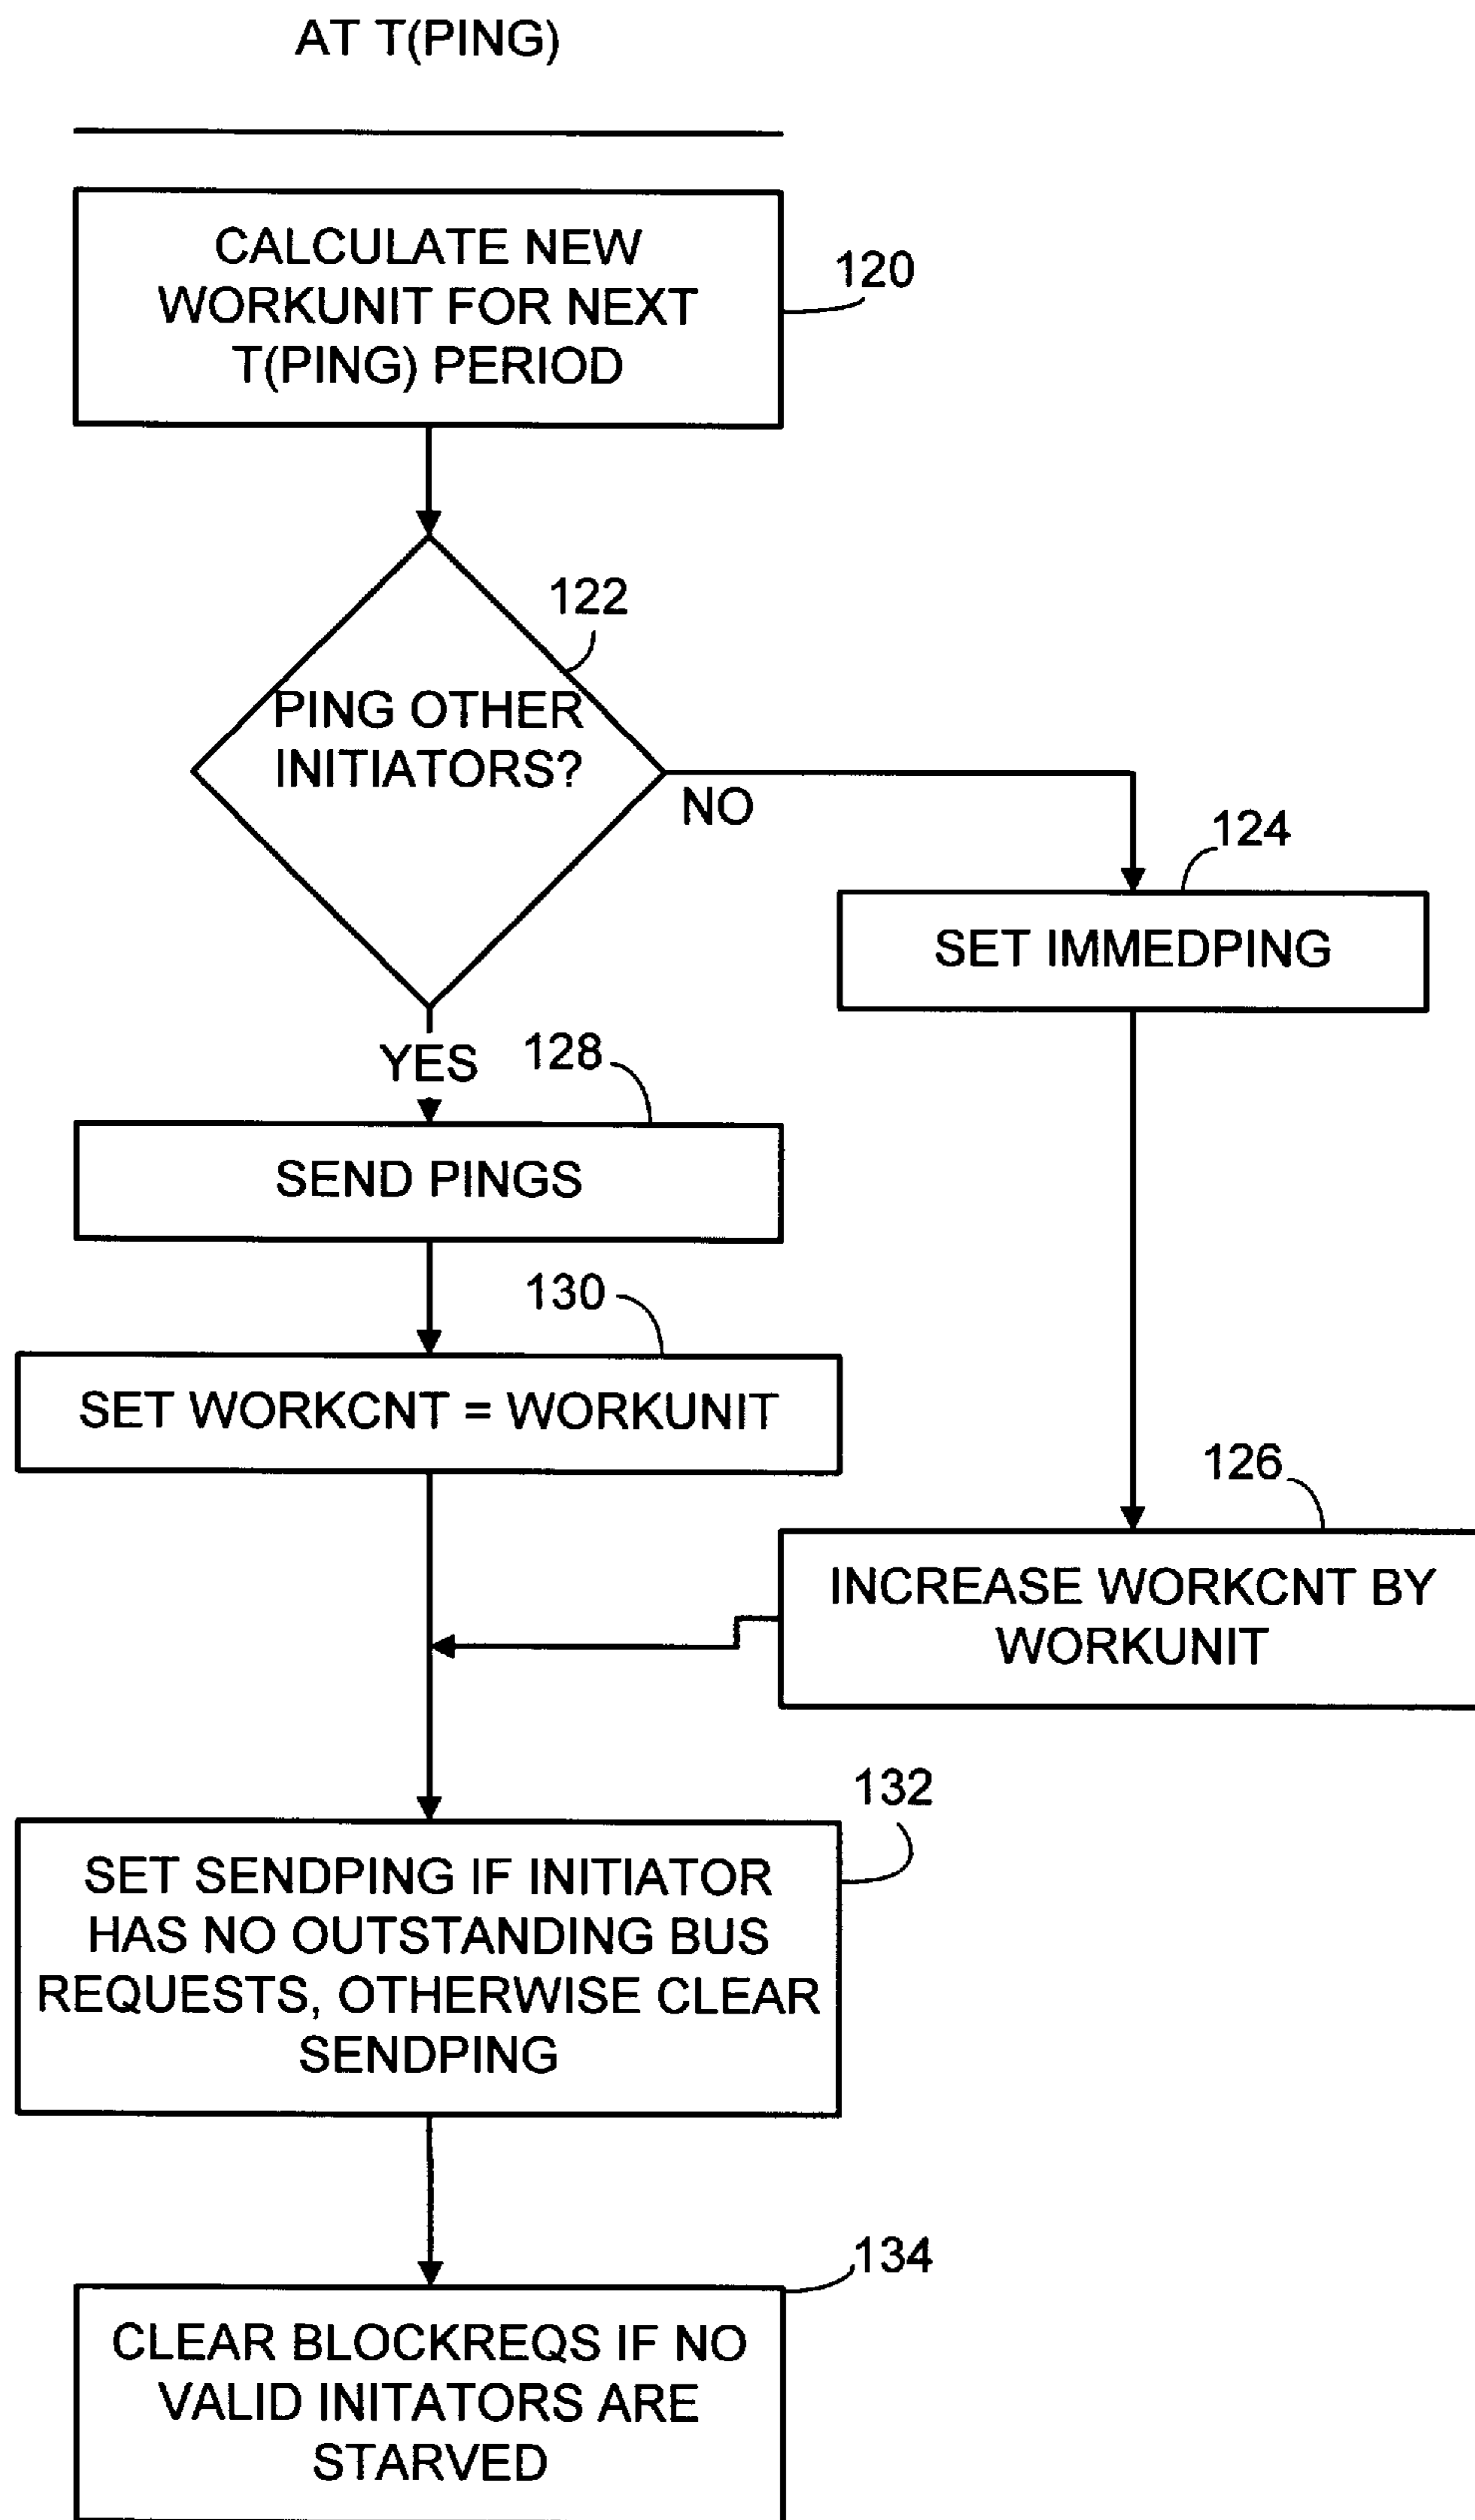 AT T(PING)
CALCULATE NEW
WORKUNIT FOR NEXT
T(PING) PERIOD
120
122
PING OTHER
INITIATORS?
NO
124
SET IMMEDPING
YES
128
SEND PINGS
130
SET WORKCNT = WORKUNIT
126
INCREASE WORKCNT BY
WORKUNIT
132
SET SENDPING IF INITIATOR
HAS NO OUTSTANDING BUS
REQUESTS, OTHERWISE CLEAR
SENDPING
134
CLEAR BLOCKREQS IF NO
VALID INITATORS ARE
STARVED